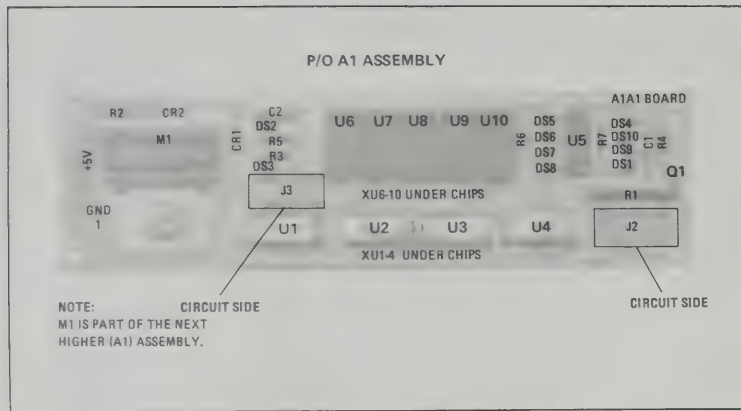 P/O A1 ASSEMBLY
A1A1 BOARD
R2 CR2
M1
+5V
GND
1
CR1
C2
DS2
R5
R3
DS3
J3
U6 U7 U8 U9 U10
XU6-10 UNDER CHIPS
R6
DS5
DS6
DS7
DS8
U5
R7
DS4
DS10
DS9
DS1
C1
R4
Q1
R1
J2
U1 U2 U3 U4
XU1-4 UNDER CHIPS
CIRCUIT SIDE
CIRCUIT SIDE
NOTE:
M1 IS PART OF THE NEXT
HIGHER (A1) ASSEMBLY.